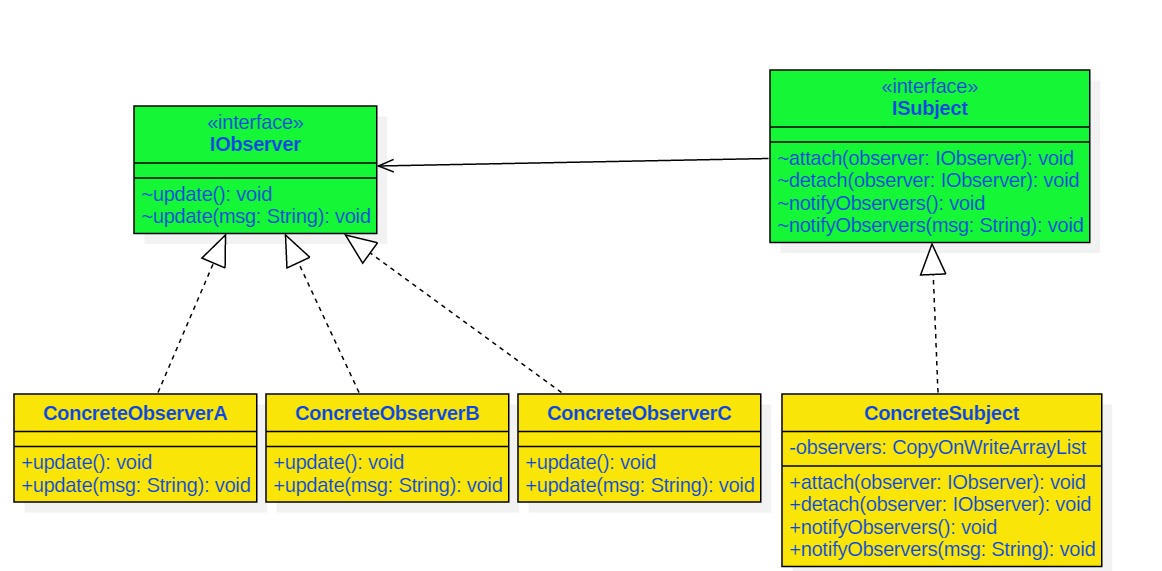 «interface»
IObserver
~update(): void
~update(msg: String): void
«interface»
ISubject
~attach(observer: IObserver): void
~detach(observer: IObserver): void
~notifyObservers(): void
~notifyObservers(msg: String): void
ConcreteObserverA
+update(): void
+update(msg: String): void
ConcreteObserverB
+update(): void
+update(msg: String): void
ConcreteObserverC
+update(): void
+update(msg: String): void
ConcreteSubject
-observers: CopyOnWriteArrayList
+attach(observer: IObserver): void
+detach(observer: IObserver): void
+notifyObservers(): void
+notifyObservers(msg: String): void